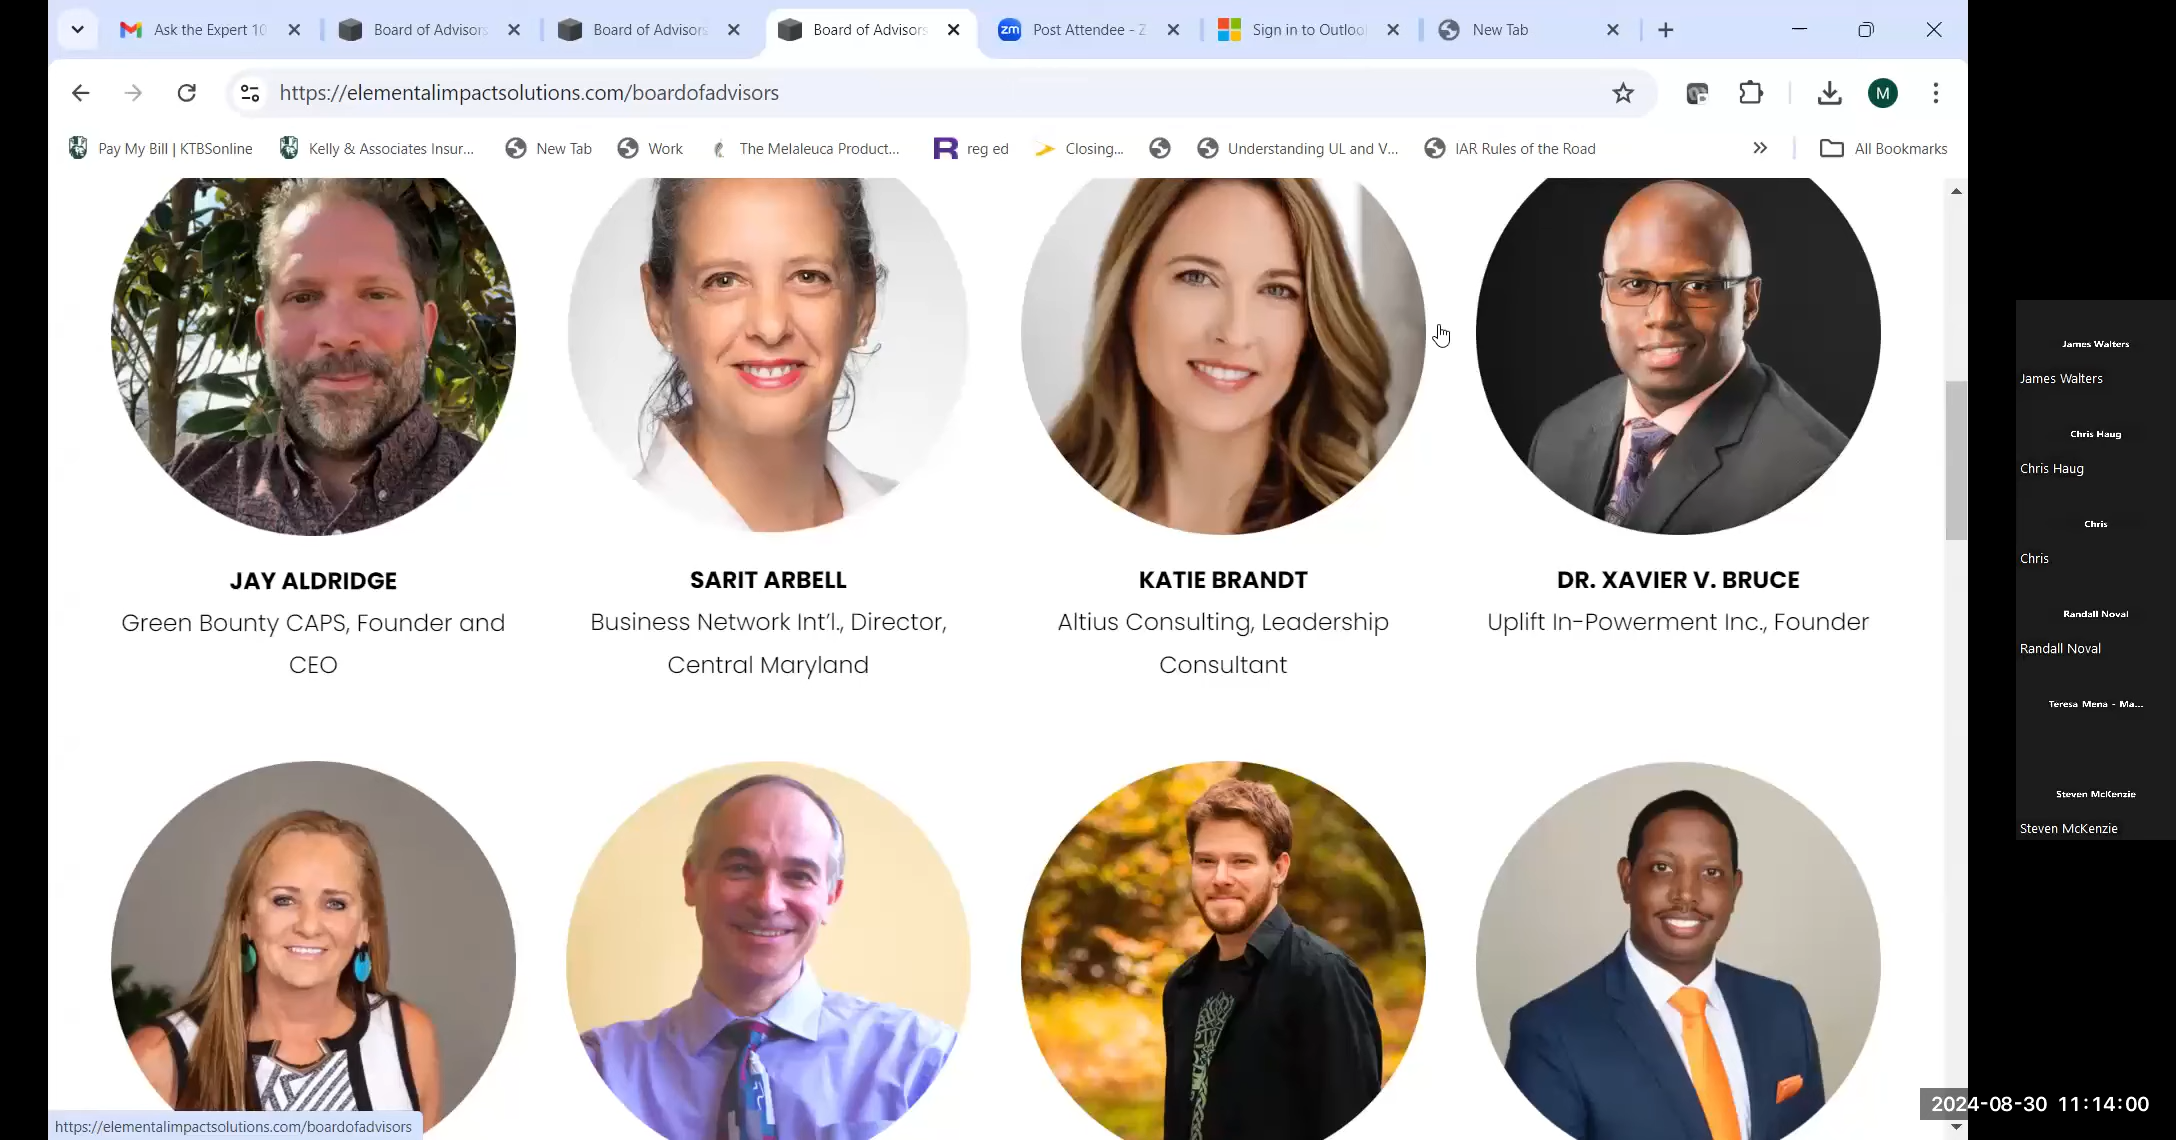 Ask the Expert 10
Board of Advisors
Board of Advisors
Board of Advisors
zm
Post Attendee - Z
Sign in to Outloo
New Tab
https://elementalimpactsolutions.com/boardofadvisors
M
Pay My Bill | KTBSonline
Kelly & Associates Insur...
New Tab
Work
The Melaleuca Product...
R
reg ed
Closing...
Understanding UL and V...
IAR Rules of the Road
All Bookmarks
JAY ALDRIDGE
Green Bounty CAPS, Founder and
CEO
SARIT ARBELL
Business Network Int'l., Director,
Central Maryland
KATIE BRANDT
Altius Consulting, Leadership
Consultant
DR. XAVIER V. BRUCE
Uplift In-Powerment Inc., Founder
James Walters
James Walters
Chris Haug
Chris Haug
Chris
Chris
Randall Noval
Randall Noval
Teresa Mena - Ma...
Steven McKenzie
Steven McKenzie
https://elementalimpactsolutions.com/boardofadvisors
2024-08-30 11:14:00